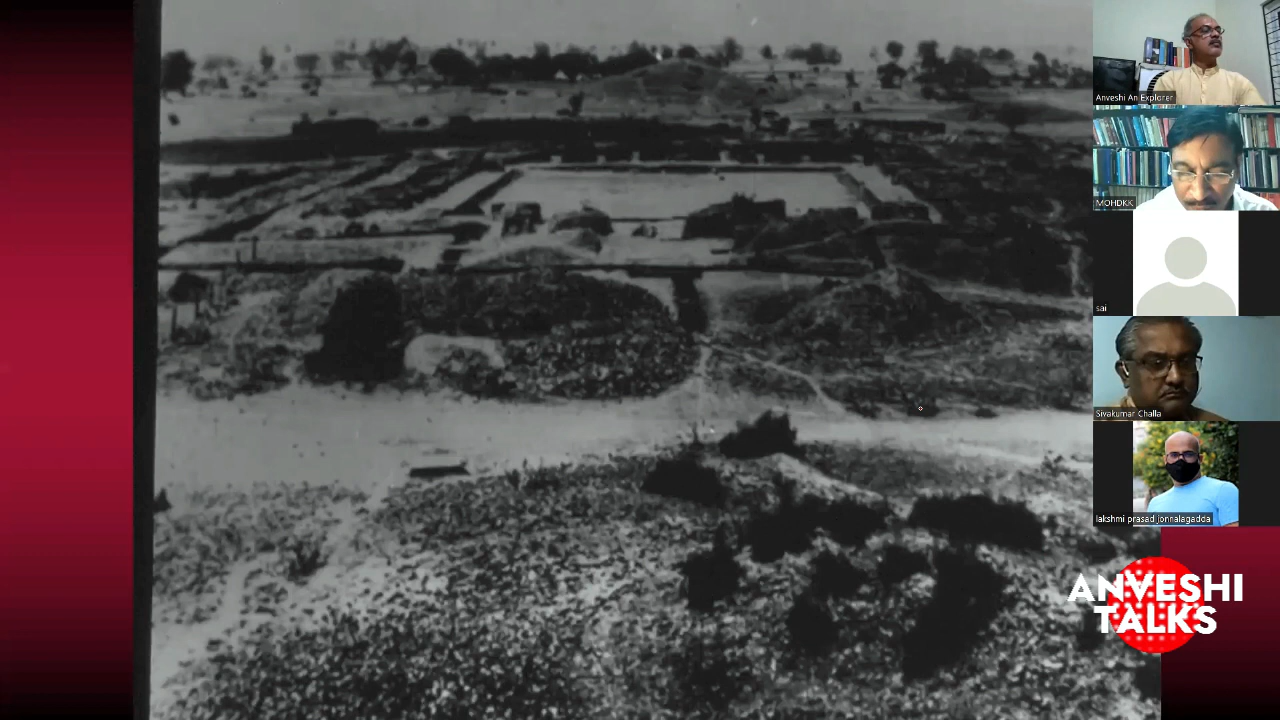 Anveshi An Explorer
MOHDKK
sai
Sivakumar Challa
lakshmi prasad jonnalagadda
ANVESHI
TALKS